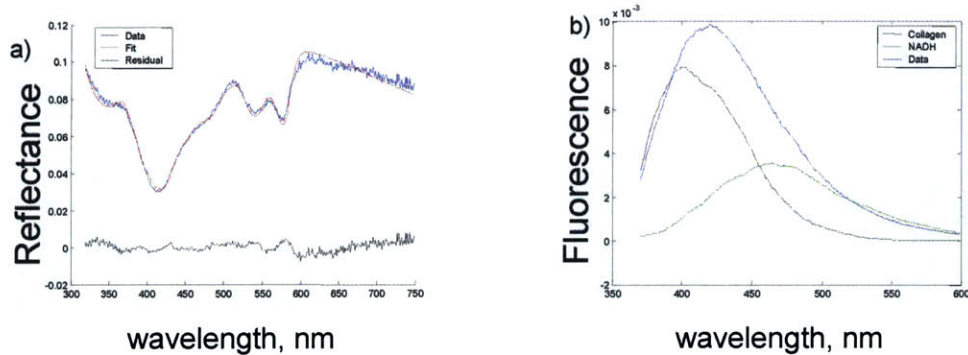 a)
Data
Fit
Residual
0.12
0.1
0.08
0.06
0.04
0.02
0
-0.02
300 350 400 450 500 550 600 650 700 750
Reflectance
wavelength, nm
b)
10 × 10⁻³
Collagen
NADH
Data
8
6
4
2
0
-2
350 400 450 500 550 600
Fluorescence
wavelength, nm